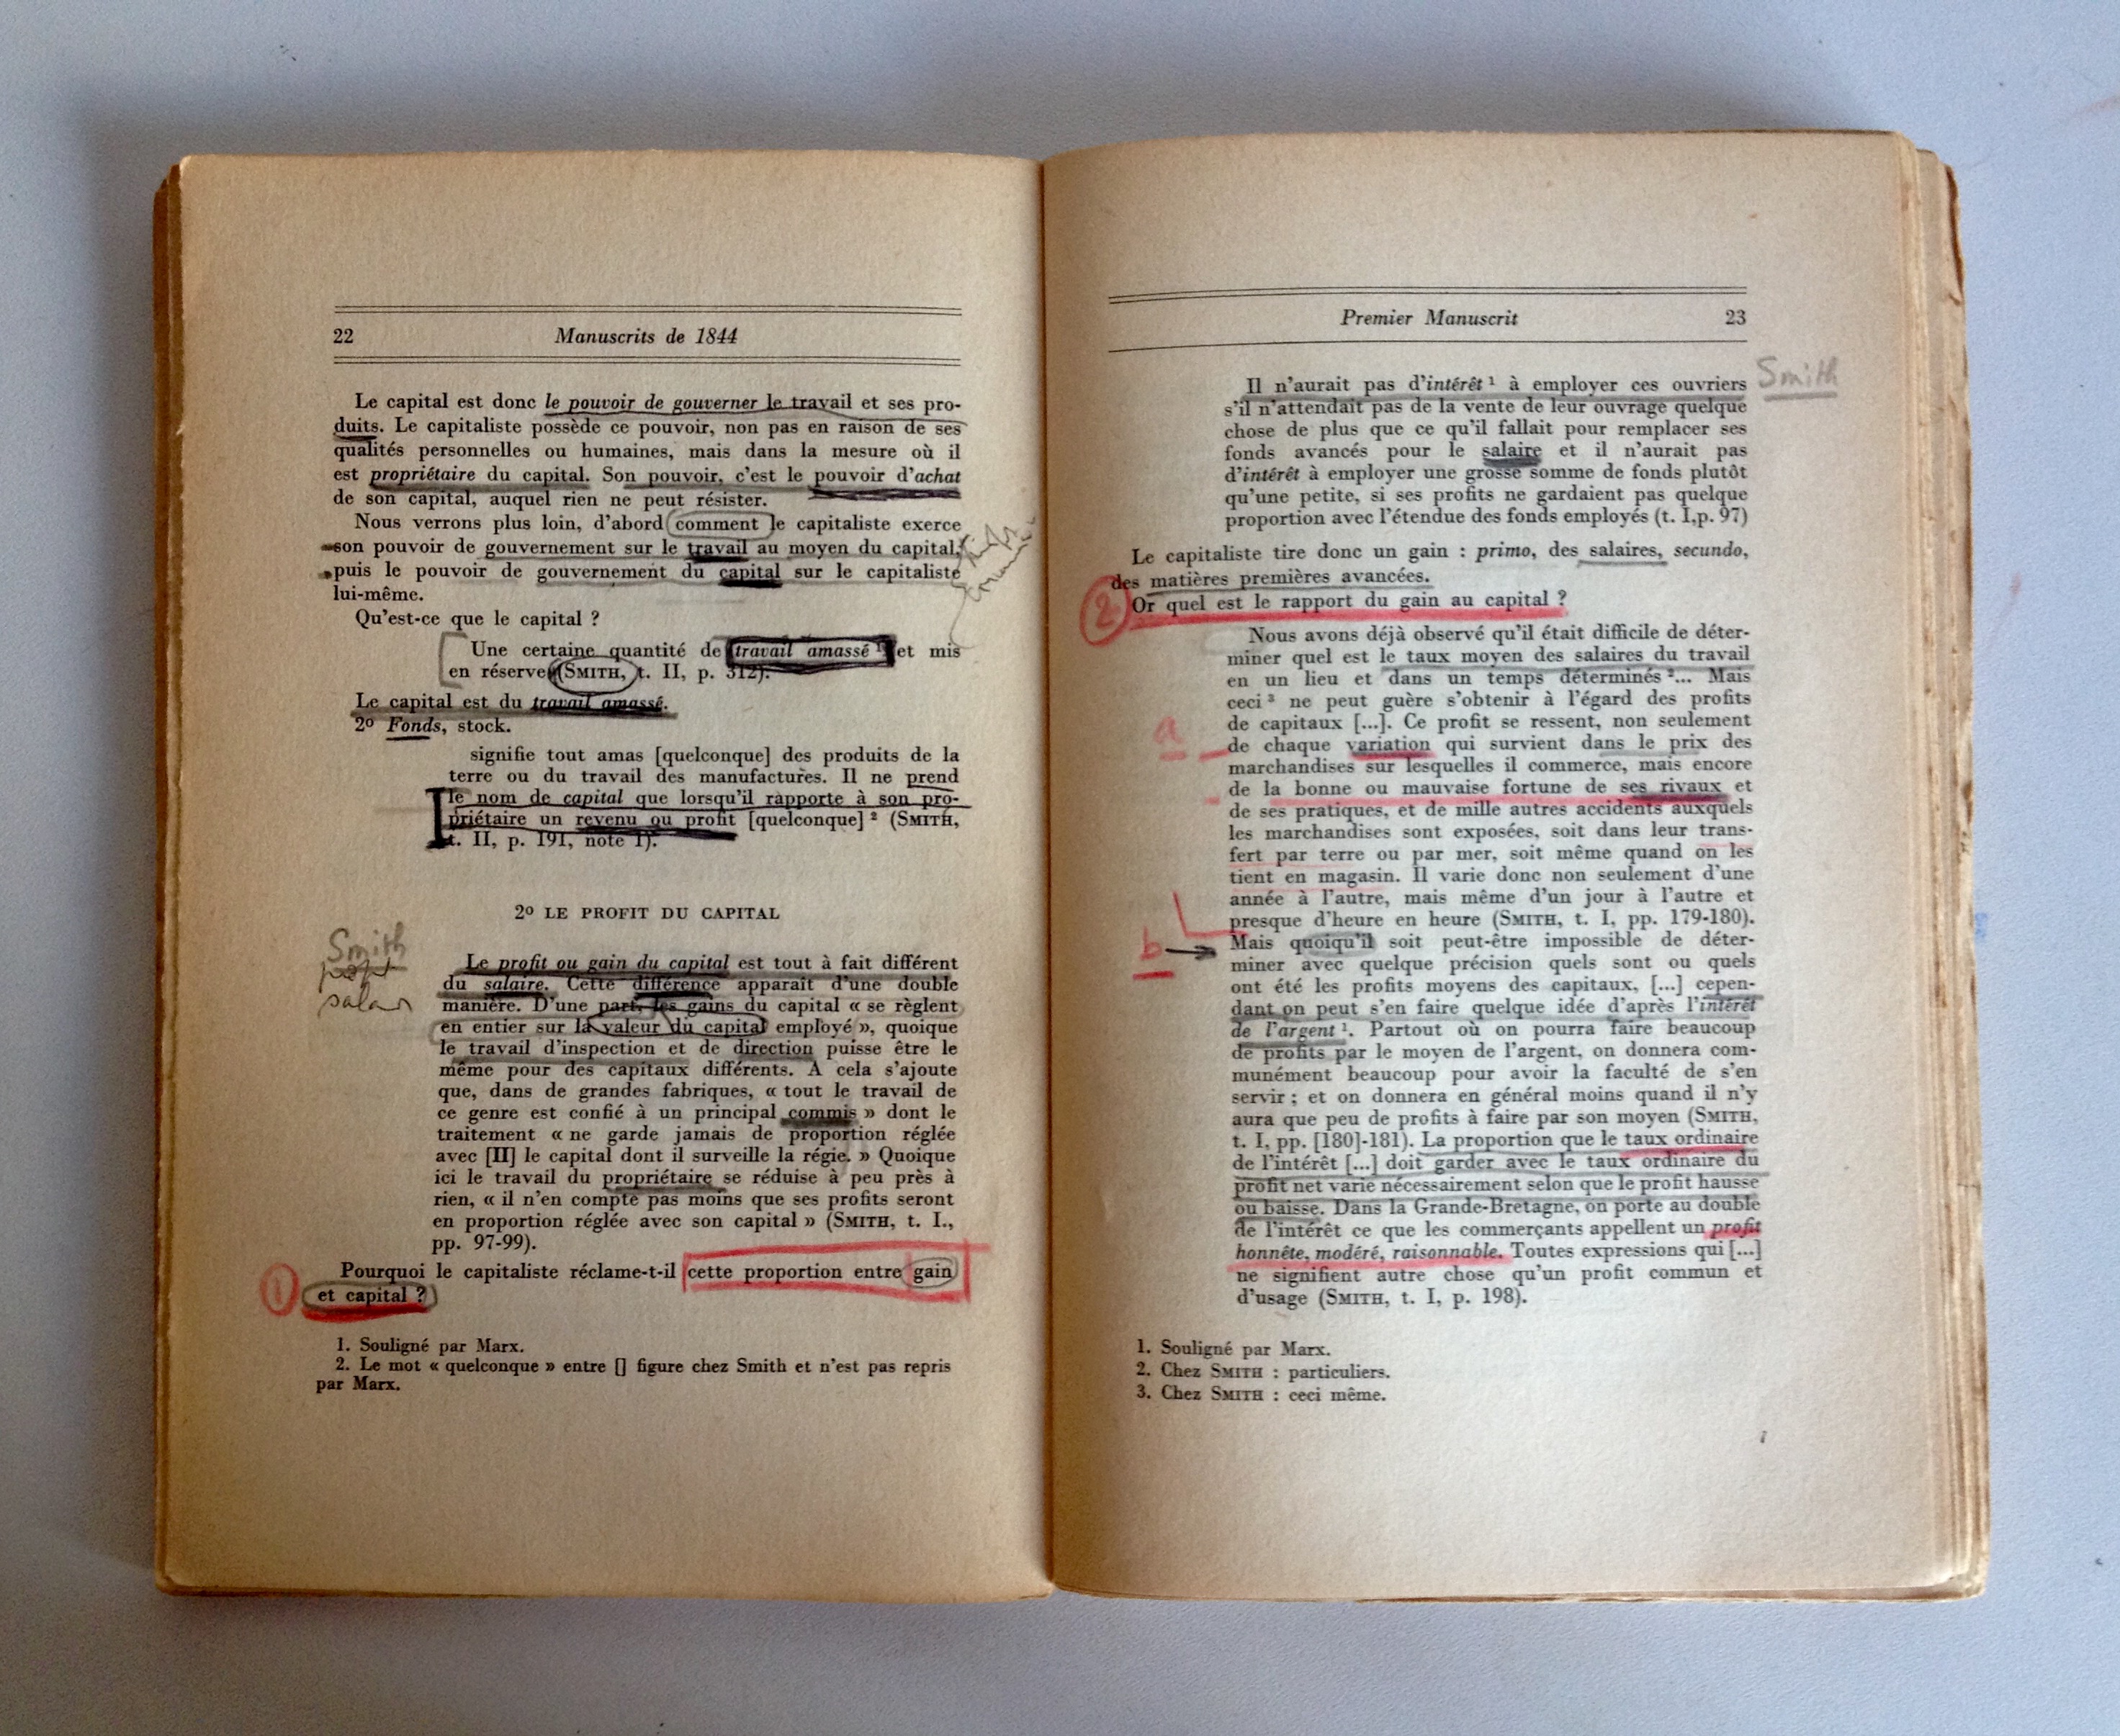 22 Manuscrits de 1844
Le capital est donc le pouvoir de gouverner le travail et ses pro-
duits. Le capitaliste possède ce pouvoir, non pas en raison de ses
qualités personnelles ou humaines, mais dans la mesure où il
est propriétaire du capital. Son pouvoir, c'est le pouvoir d'achat
de son capital, auquel rien ne peut résister.
Nous verrons plus loin, d'abord comment le capitaliste exerce
son pouvoir de gouvernement sur le travail au moyen du capital,
puis le pouvoir de gouvernement du capital sur le capitaliste
lui-même.
Qu'est-ce que le capital ?
Une certaine quantité de travail amassé ¹ et mis
en réserve (SMITH, t. II, p. 312).
Le capital est du travail amassé.
2º Fonds, stock.
signifie tout amas [quelconque] des produits de la
terre ou du travail des manufactures. Il ne prend
le nom de capital que lorsqu'il rapporte à son pro-
priétaire un revenu ou profit [quelconque] ² (SMITH,
t. II, p. 191, note 1).
2º LE PROFIT DU CAPITAL
Smith
profit
Le profit ou gain du capital est tout à fait différent
du salaire. Cette différence apparaît d'une double
manière. D'une part, les gains du capital « se règlent
en entier sur la valeur du capital employé », quoique
le travail d'inspection et de direction puisse être le
même pour des capitaux différents. A cela s'ajoute
que, dans de grandes fabriques, « tout le travail de
ce genre est confié à un principal commis » dont le
traitement « ne garde jamais de proportion réglée
avec [II] le capital dont il surveille la régie. » Quoique
ici le travail du propriétaire se réduise à peu près à
rien, « il n'en compte pas moins que ses profits seront
en proportion réglée avec son capital » (SMITH, t. I.,
pp. 97-99).
1 Pourquoi le capitaliste réclame-t-il cette proportion entre gain
et capital ?
1. Souligné par Marx.
2. Le mot « quelconque » entre [] figure chez Smith et n'est pas repris
par Marx.
Premier Manuscrit 23
Il n'aurait pas d'intérêt ¹ à employer ces ouvriers Smith
s'il n'attendait pas de la vente de leur ouvrage quelque
chose de plus que ce qu'il fallait pour remplacer ses
fonds avancés pour le salaire et il n'aurait pas
d'intérêt à employer une grosse somme de fonds plutôt
qu'une petite, si ses profits ne gardaient pas quelque
proportion avec l'étendue des fonds employés (t. I,p. 97)
Le capitaliste tire donc un gain : primo, des salaires, secundo,
des matières premières avancées.
2 Or quel est le rapport du gain au capital ?
Nous avons déjà observé qu'il était difficile de déter-
miner quel est le taux moyen des salaires du travail
en un lieu et dans un temps déterminés ²... Mais
ceci ³ ne peut guère s'obtenir à l'égard des profits
de capitaux [...]. Ce profit se ressent, non seulement
a de chaque variation qui survient dans le prix des
marchandises sur lesquelles il commerce, mais encore
de la bonne ou mauvaise fortune de ses rivaux et
de ses pratiques, et de mille autres accidents auxquels
les marchandises sont exposées, soit dans leur trans-
fert par terre ou par mer, soit même quand on les
tient en magasin. Il varie donc non seulement d'une
année à l'autre, mais même d'un jour à l'autre et
presque d'heure en heure (SMITH, t. I, pp. 179-180).
b Mais quoiqu'il soit peut-être impossible de déter-
miner avec quelque précision quels sont ou quels
ont été les profits moyens des capitaux, [...] cepen-
dant on peut s'en faire quelque idée d'après l'intérêt
de l'argent ¹. Partout où on pourra faire beaucoup
de profits par le moyen de l'argent, on donnera com-
munément beaucoup pour avoir la faculté de s'en
servir ; et on donnera en général moins quand il n'y
aura que peu de profits à faire par son moyen (SMITH,
t. I, pp. [180]-181). La proportion que le taux ordinaire
de l'intérêt [...] doit garder avec le taux ordinaire du
profit net varie nécessairement selon que le profit hausse
ou baisse. Dans la Grande-Bretagne, on porte au double
de l'intérêt ce que les commerçants appellent un profit
honnête, modéré, raisonnable. Toutes expressions qui [...]
ne signifient autre chose qu'un profit commun et
d'usage (SMITH, t. I, p. 198).
1. Souligné par Marx.
2. Chez SMITH : particuliers.
3. Chez SMITH : ceci même.